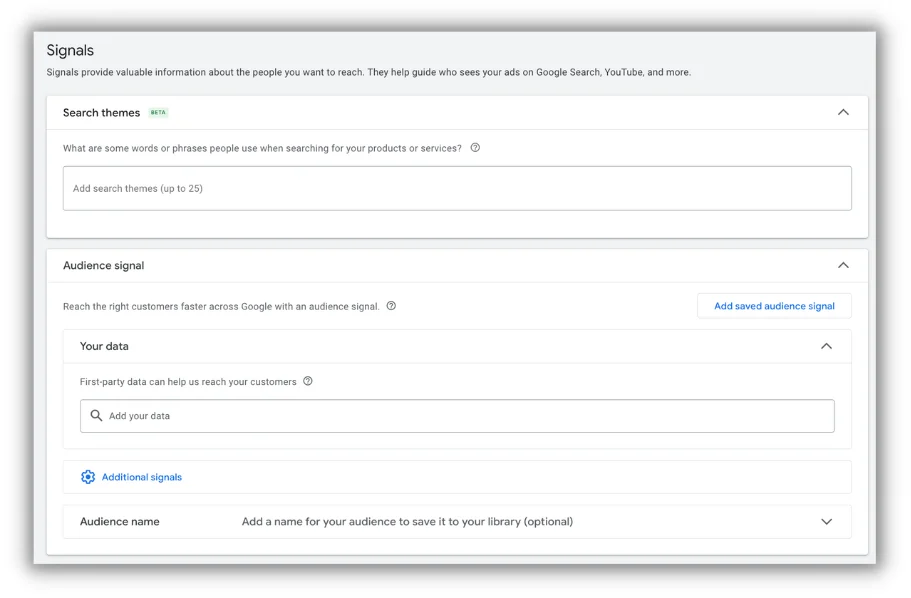 Signals
Signals provide valuable information about the people you want to reach. They help guide who sees your ads on Google Search, YouTube, and more.
Search themes BETA
What are some words or phrases people use when searching for your products or services?
Add search themes (up to 25)
Audience signal
Reach the right customers faster across Google with an audience signal.
Add saved audience signal
Your data
First-party data can help us reach your customers
Add your data
Additional signals
Audience name Add a name for your audience to save it to your library (optional)